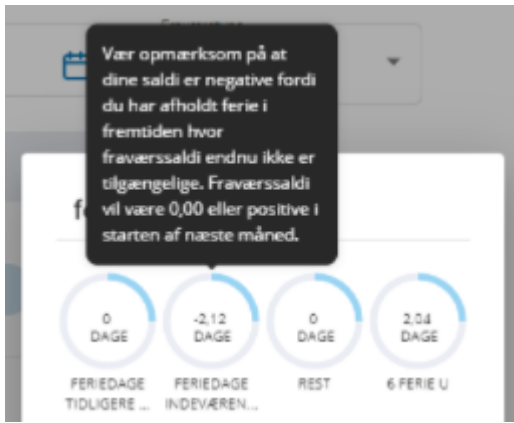 Vær opmærksom på at
dine saldi er negative fordi
du har afholdt ferie i
fremtiden hvor
fraværssaldi endnu ikke er
tilgængelige. Fraværssaldi
vil være 0,00 eller positive i
starten af næste måned.
0
DAGE
-2,12
DAGE
0
DAGE
2,04
DAGE
FERIEDAGE
TIDLIGERE ...
FERIEDAGE
INDEVÆREN...
REST
6 FERIE U